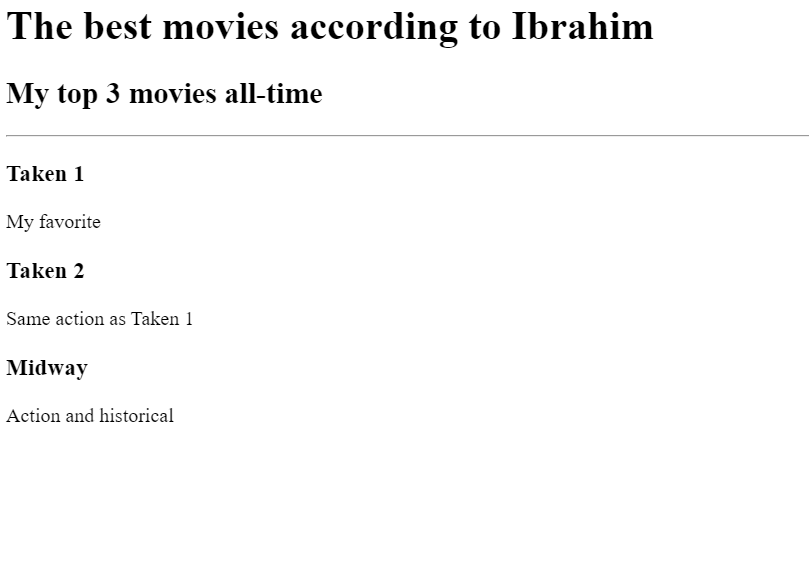 The best movies according to Ibrahim
My top 3 movies all-time
Taken 1
My favorite
Taken 2
Same action as Taken 1
Midway
Action and historical